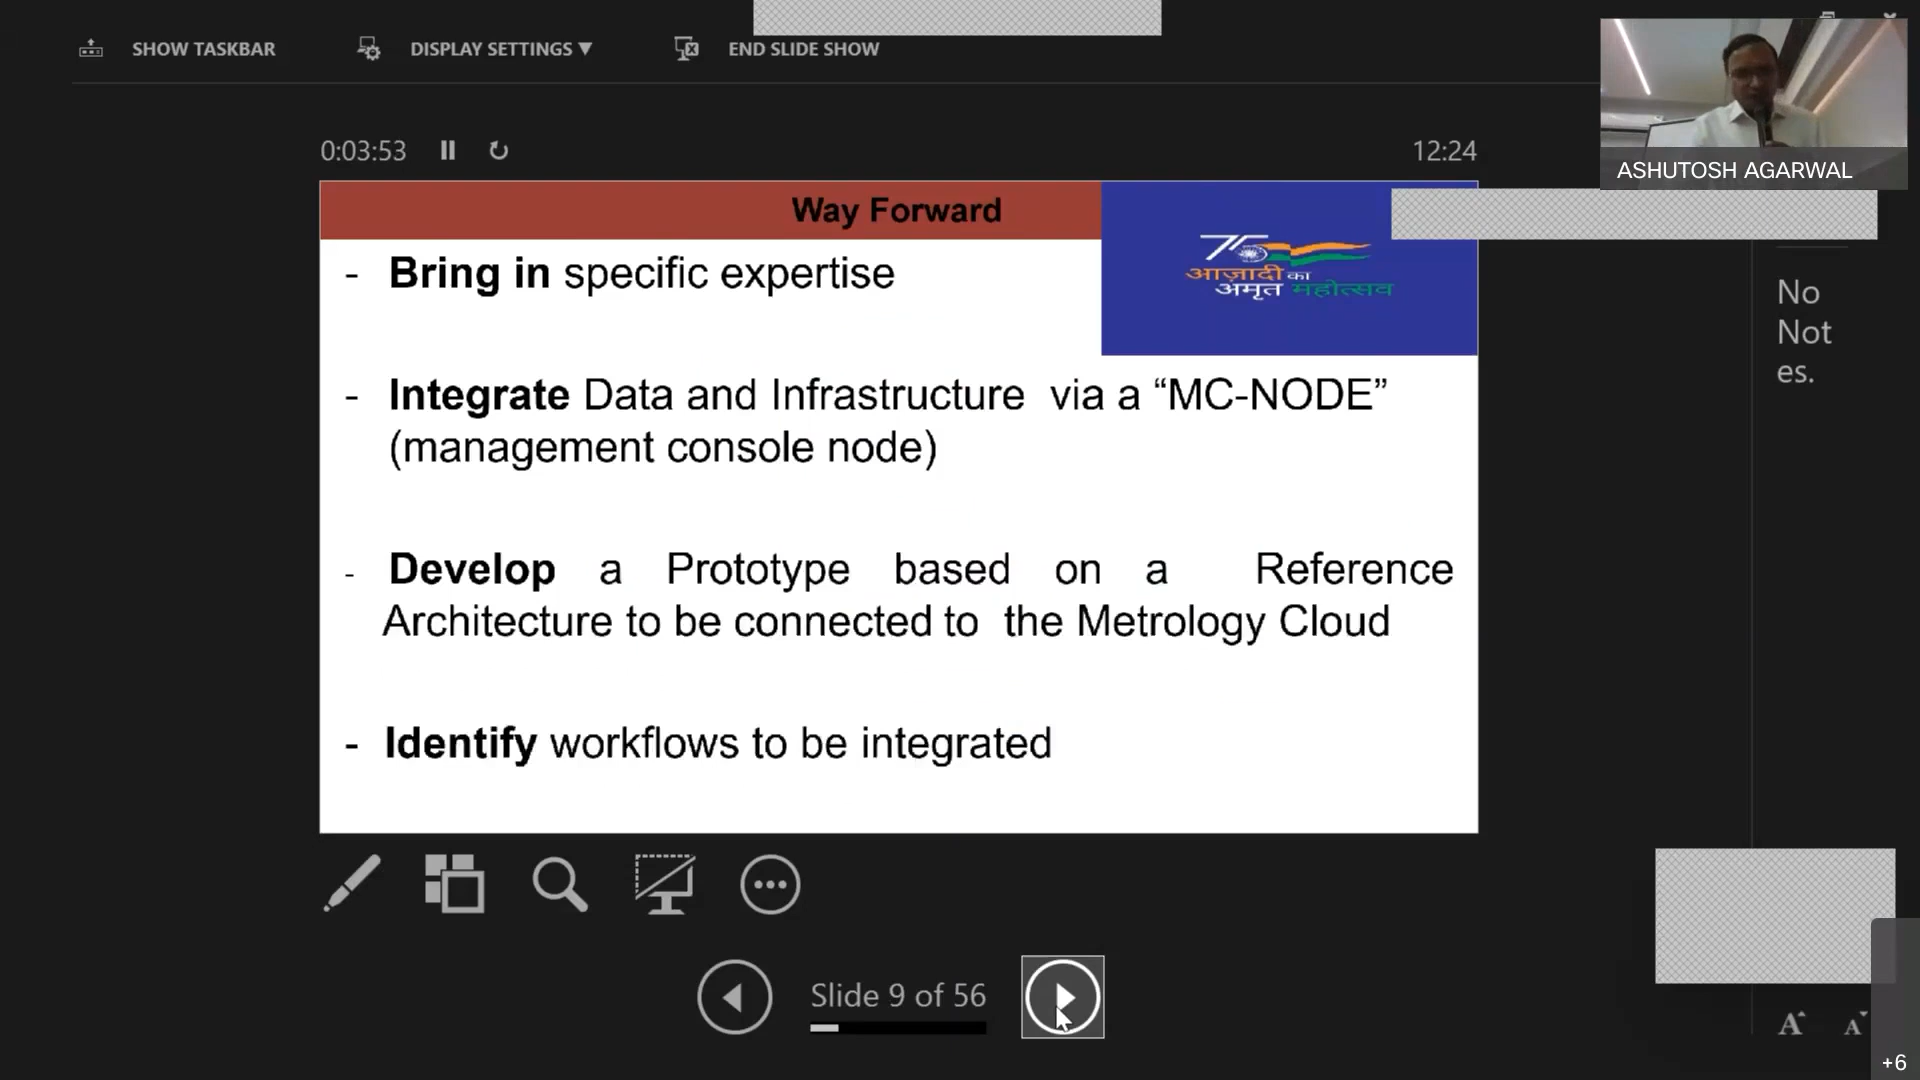 SHOW TASKBAR
DISPLAY SETTINGS ▼
END SLIDE SHOW
ASHUTOSH AGARWAL
0:03:53
12:24
Way Forward
75
आज़ादी का
अमृत महोत्सव
- Bring in specific expertise
- Integrate Data and Infrastructure via a “MC-NODE”
(management console node)
- Develop a Prototype based on a Reference
Architecture to be connected to the Metrology Cloud
- Identify workflows to be integrated
No
Not
es.
Slide 9 of 56
A A
+6